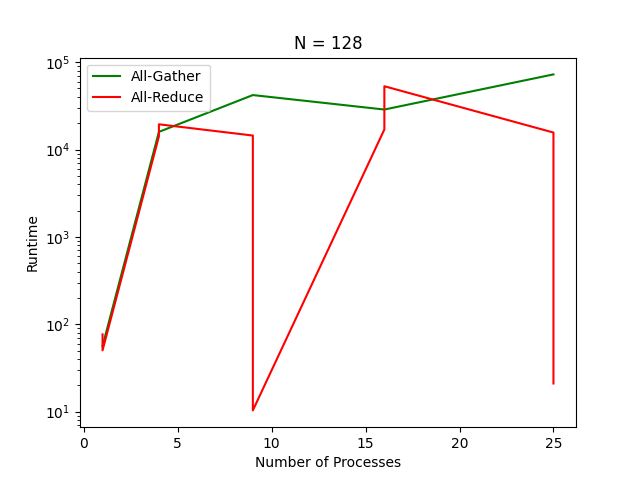 N = 128
All-Gather
All-Reduce
Runtime
10^5
10^4
10^3
10^2
10^1
0 5 10 15 20 25
Number of Processes